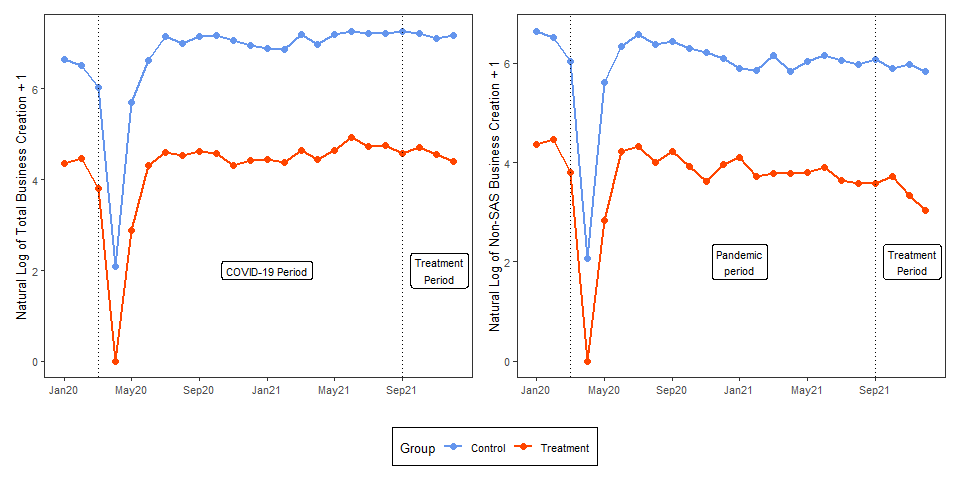 Natural Log of Total Business Creation + 1
6
4
2
0
COVID-19 Period
Treatment
Period
Jan20
May20
Sep20
Jan21
May21
Sep21
Natural Log of Non-SAS Business Creation + 1
6
4
2
0
Pandemic
period
Treatment
Period
Jan20
May20
Sep20
Jan21
May21
Sep21
Group
Control
Treatment